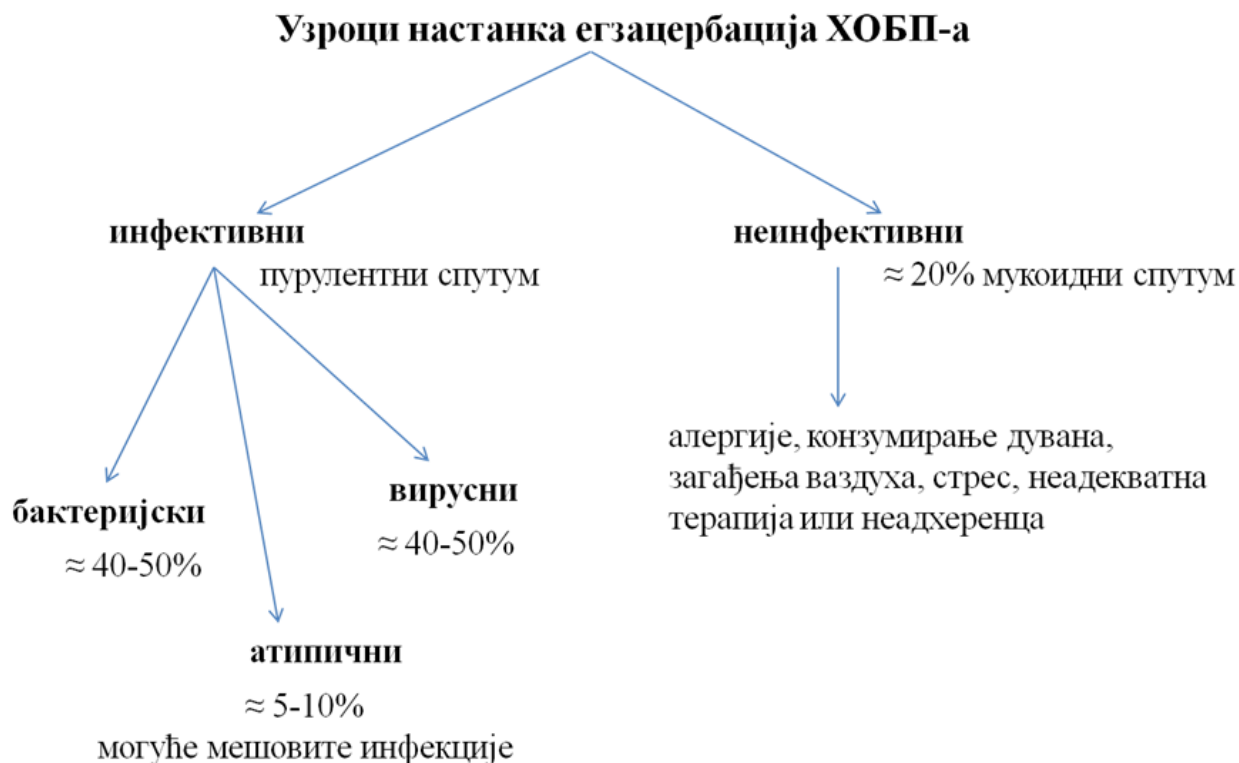 Узроци настанка егзацербација ХОБП-а
инфективни
пурулентни спутум
бактеријски
≈ 40-50%
вирусни
≈ 40-50%
атипични
≈ 5-10%
могуће мешовите инфекције
неинфективни
≈ 20% мукоидни спутум
алергије, конзумирање дувана,
загађења ваздуха, стрес, неадекватна
терапија или неадхеренца